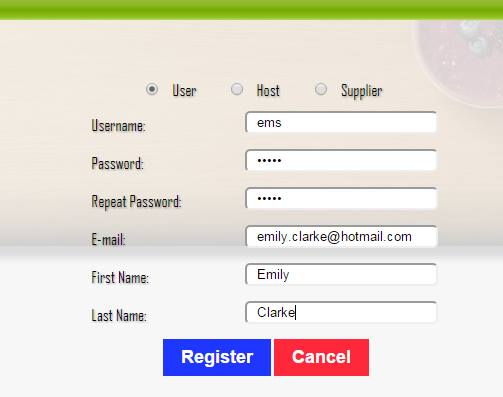 User Host Supplier
Username: ems
Password: •••••
Repeat Password: •••••
E-mail: emily.clarke@hotmail.com
First Name: Emily
Last Name: Clarke
Register Cancel